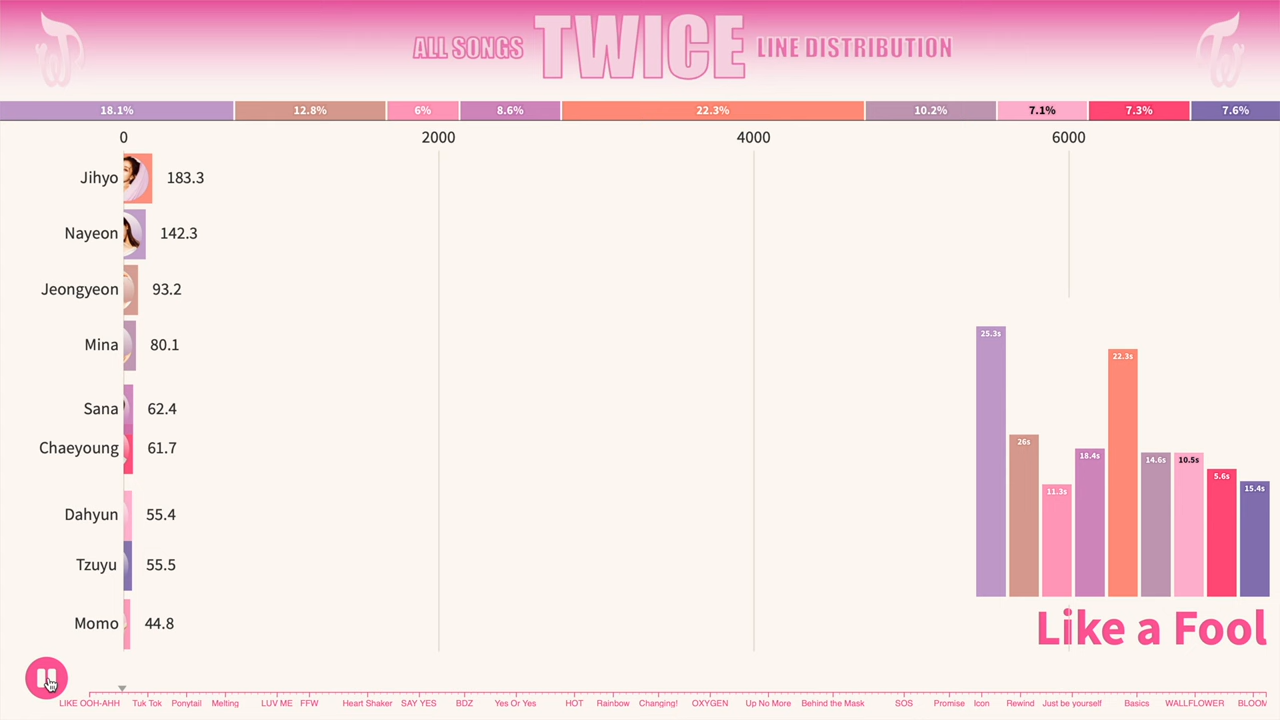 ALL SONGS TWICE LINE DISTRIBUTION
18.1% 12.8% 6% 8.6% 22.3% 10.2% 7.1% 7.3% 7.6%
0 2000 4000 6000
Jihyo 183.3
Nayeon 142.3
Jeongyeon 93.2
Mina 80.1
Sana 62.4
Chaeyoung 61.7
Dahyun 55.4
Tzuyu 55.5
Momo 44.8
25.3s 26s 11.3s 18.4s 22.3s 14.6s 10.5s 5.6s 15.4s
Like a Fool
LIKE OOH-AHH Tuk Tok Ponytail Melting LUV ME FFW Heart Shaker SAY YES BDZ Yes Or Yes HOT Rainbow Changing! OXYGEN Up No More Behind the Mask SOS Promise Icon Rewind Just be yourself Basics WALLFLOWER BLOOM